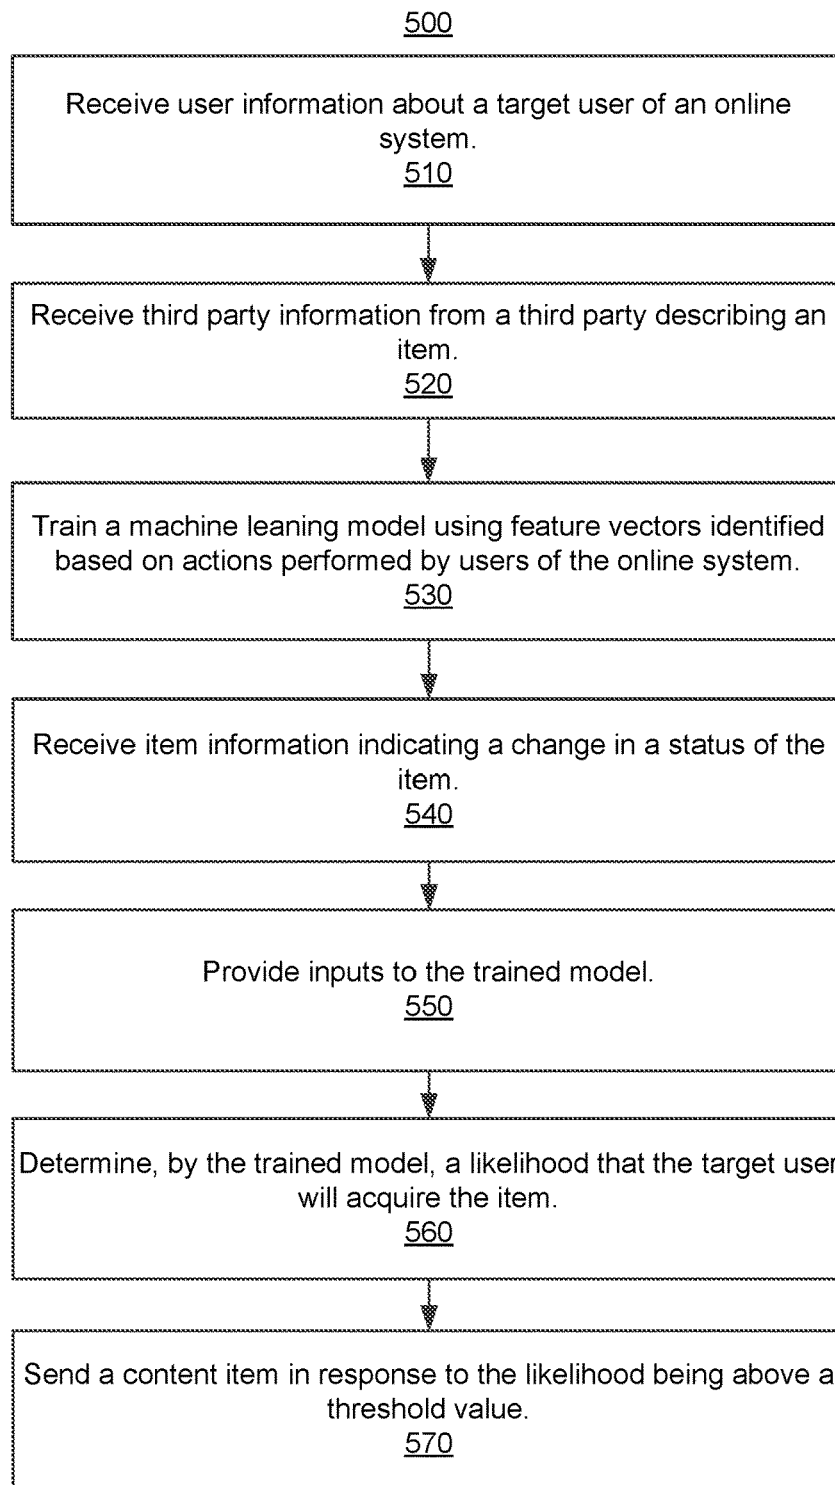 500
Receive user information about a target user of an online
system.
510
Receive third party information from a third party describing an
item.
520
Train a machine leaning model using feature vectors identified
based on actions performed by users of the online system.
530
Receive item information indicating a change in a status of the
item.
540
Provide inputs to the trained model.
550
Determine, by the trained model, a likelihood that the target user
will acquire the item.
560
Send a content item in response to the likelihood being above a
threshold value.
570